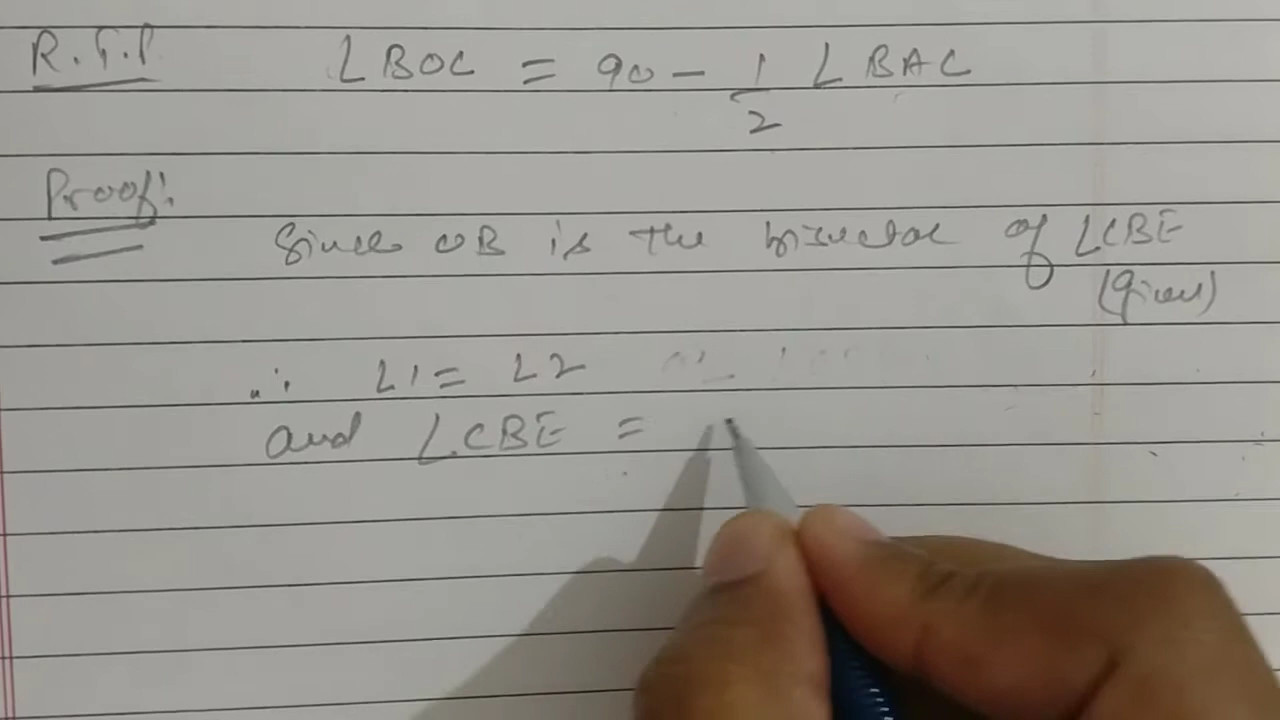 R.T.P ∠BOC = 90 - 1/2 ∠BAC
Proof:
Since OB is the bisector of ∠CBE
(Given)
∴ ∠1 = ∠2
and ∠CBE =